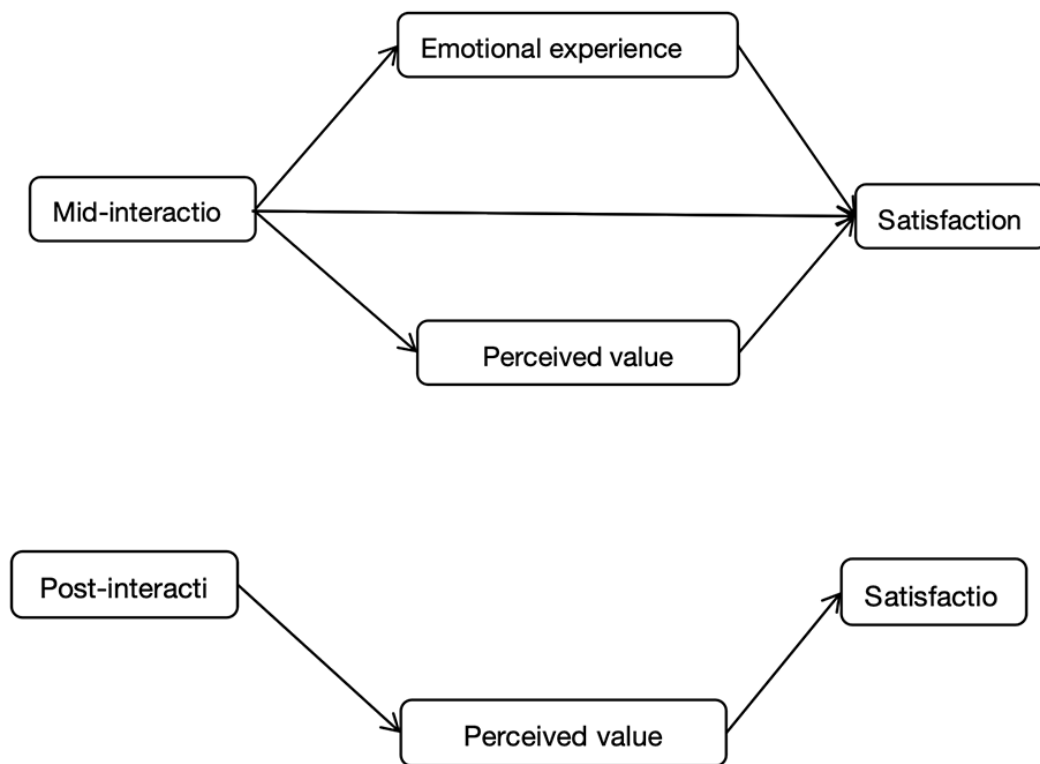 Emotional experience
Mid-interactio
Satisfaction
Perceived value
Post-interacti
Satisfactio
Perceived value